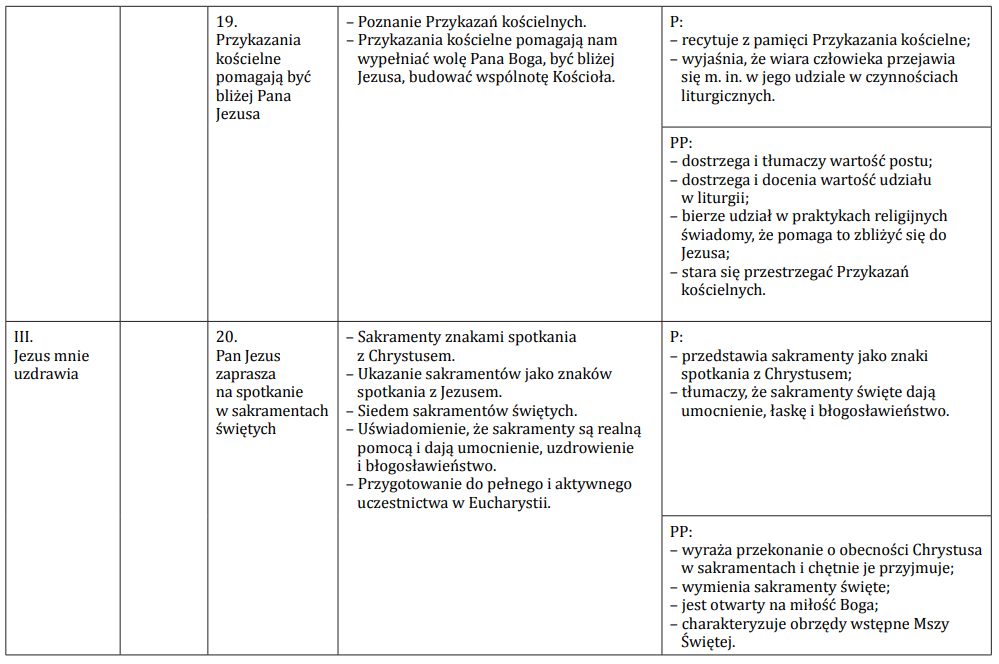 19.
Przykazania
kościelne
pomagają być
bliżej Pana
Jezusa
– Poznanie Przykazań kościelnych.
– Przykazania kościelne pomagają nam
wypełniać wolę Pana Boga, być bliżej
Jezusa, budować wspólnotę Kościoła.
P:
– recytuje z pamięci Przykazania kościelne;
– wyjaśnia, że wiara człowieka przejawia
się m. in. w jego udziale w czynnościach
liturgicznych.
PP:
– dostrzega i tłumaczy wartość postu;
– dostrzega i docenia wartość udziału
w liturgii;
– bierze udział w praktykach religijnych
świadomy, że pomaga to zbliżyć się do
Jezusa;
– stara się przestrzegać Przykazań
kościelnych.
III.
Jezus mnie
uzdrawia
20.
Pan Jezus
zaprasza
na spotkanie
w sakramentach
świętych
– Sakramenty znakami spotkania
z Chrystusem.
– Ukazanie sakramentów jako znaków
spotkania z Jezusem.
– Siedem sakramentów świętych.
– Uświadomienie, że sakramenty są realną
pomocą i dają umocnienie, uzdrowienie
i błogosławieństwo.
– Przygotowanie do pełnego i aktywnego
uczestnictwa w Eucharystii.
P:
– przedstawia sakramenty jako znaki
spotkania z Chrystusem;
– tłumaczy, że sakramenty święte dają
umocnienie, łaskę i błogosławieństwo.
PP:
– wyraża przekonanie o obecności Chrystusa
w sakramentach i chętnie je przyjmuje;
– wymienia sakramenty święte;
– jest otwarty na miłość Boga;
– charakteryzuje obrzędy wstępne Mszy
Świętej.